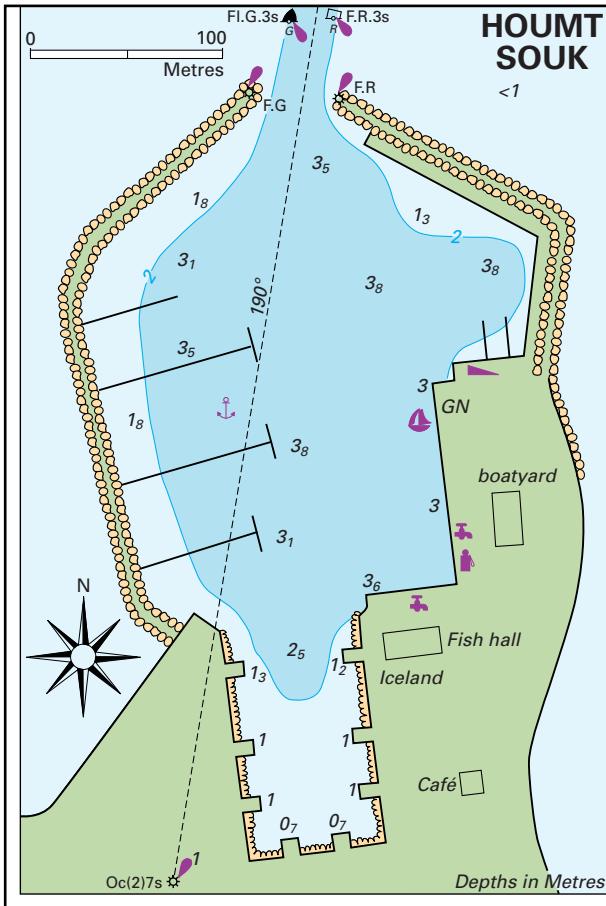 Fl.G.3s
F.R.3s
G
R
HOUMT
SOUK
<1
0
100
Metres
F.G
F.R
3₅
1₈
1₃
2
3₁
2
3₈
3₈
190°
3₅
3
GN
1₈
3₈
boatyard
3
3₁
3₆
N
Fish hall
2₅
1₃
1₂
Iceland
1
1
Café
1
1
0₇
0₇
1
Oc(2)7s
Depths in Metres